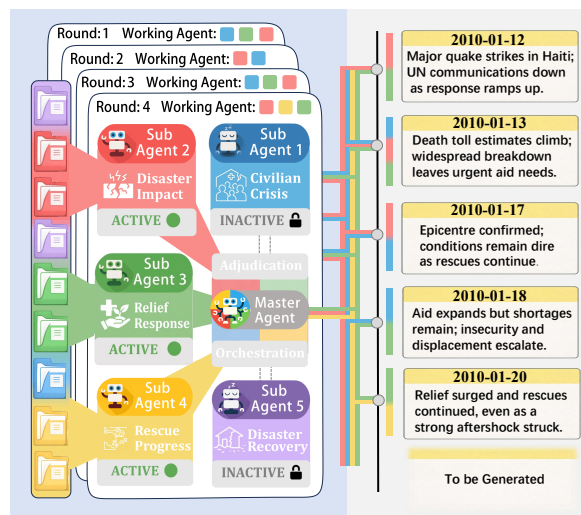 Round:1 Working Agent:
Round: 2 Working Agent:
Round:3 Working Agent:
Round: 4 Working Agent:
Sub
Agent 2
Disaster
Impact
ACTIVE
Sub
Agent 1
Civilian
Crisis
INACTIVE
Adjudication
Sub
Agent 3
Relief
Response
ACTIVE
Master
Agent
Orchestration
Sub
Agent 4
Rescue
Progress
ACTIVE
Sub
Agent 5
Disaster
Recovery
INACTIVE
2010-01-12
Major quake strikes in Haiti;
UN communications down
as response ramps up.
2010-01-13
Death toll estimates climb;
widespread breakdown
leaves urgent aid needs.
2010-01-17
Epicentre confirmed;
conditions remain dire
as rescues continue.
2010-01-18
Aid expands but shortages
remain; insecurity and
displacement escalate.
2010-01-20
Relief surged and rescues
continued, even as a
strong aftershock struck.
To be Generated